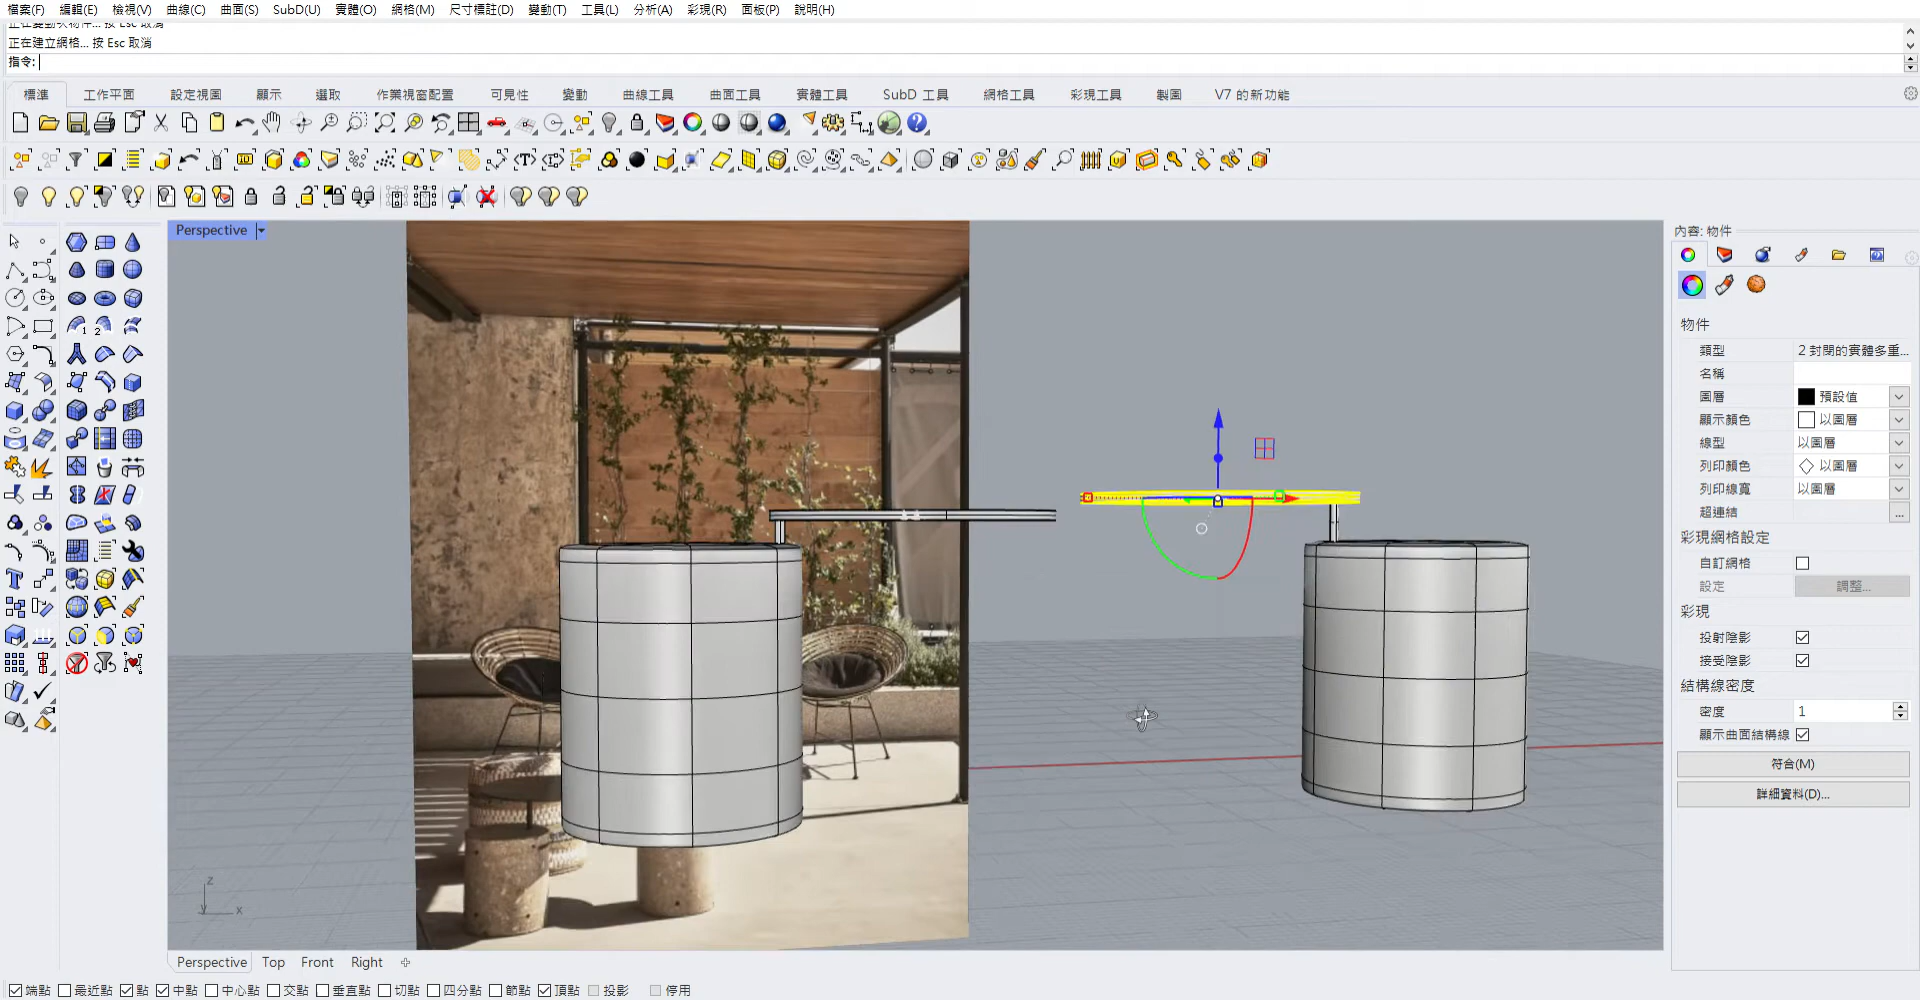 檔案(F) 編輯(E) 檢視(V) 曲線(C) 曲面(S) SubD(U) 實體(O) 網格(M) 尺寸標註(D) 變動(T) 工具(L) 分析(A) 彩現(R) 面板(P) 說明(H)
正在建立網格... 按 Esc 取消
指令:
標準 工作平面 設定視圖 顯示 選取 作業視窗配置 可見性 變動 曲線工具 曲面工具 實體工具 SubD 工具 網格工具 彩現工具 製圖 V7 的新功能
Perspective
內容: 物件
物件
類型 2 封閉的實體多重...
名稱
圖層 預設值
顯示顏色 以圖層
線型 以圖層
列印顏色 以圖層
列印線寬 以圖層
超連結 ...
彩現網格設定
自訂網格
設定 調整...
彩現
投射陰影
接受陰影
結構線密度
密度 1
顯示曲面結構線
符合(M)
詳細資料(D)...
z
y x
Perspective Top Front Right
端點 最近點 點 中點 中心點 交點 垂直點 切點 四分點 節點 頂點 投影 停用